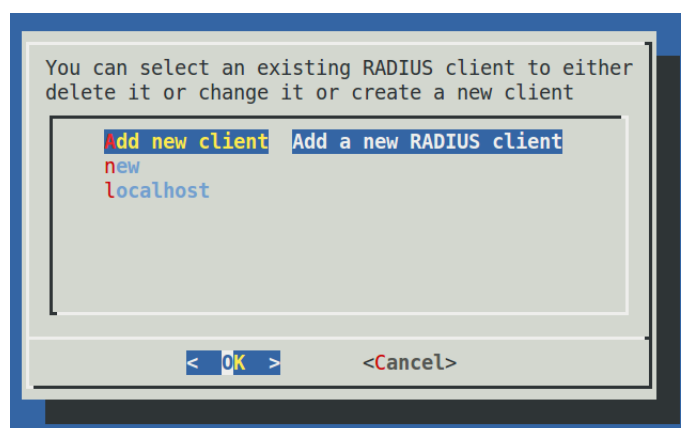 You can select an existing RADIUS client to either
delete it or change it or create a new client
Add new client Add a new RADIUS client
new
localhost
< OK > <Cancel>